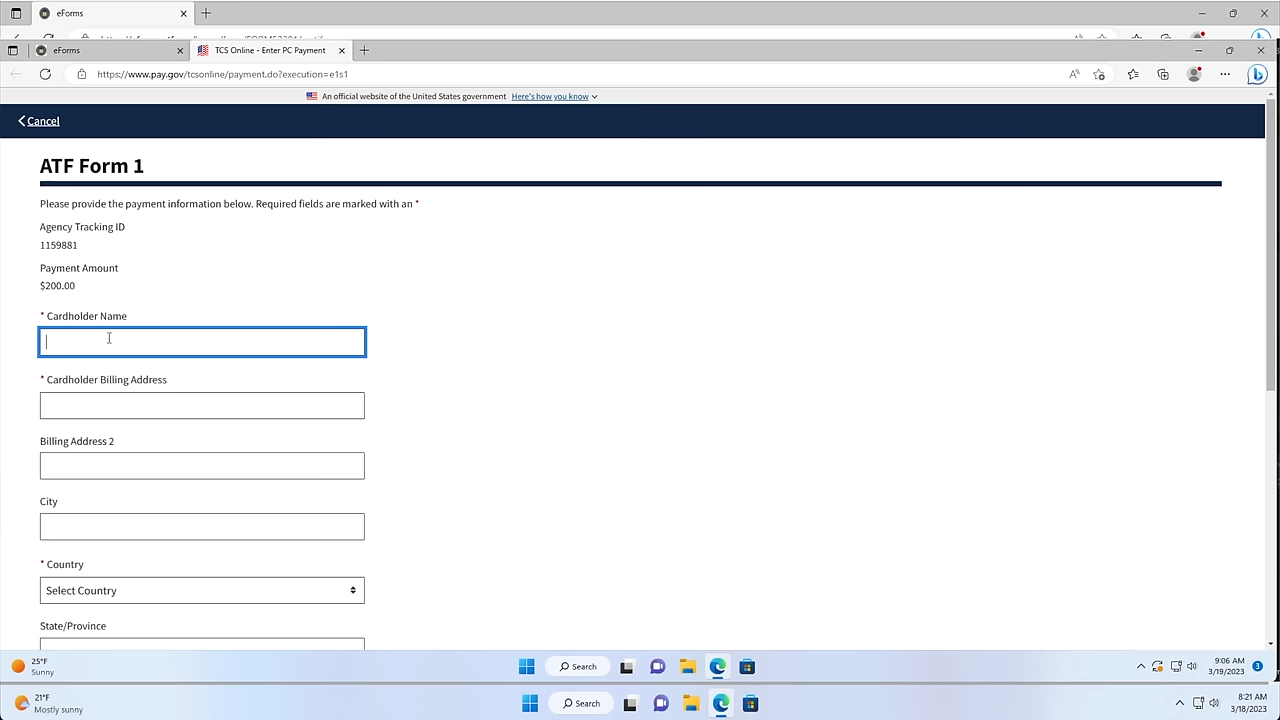 eForms
eForms
TCS Online - Enter PC Payment
https://www.pay.gov/tcsonline/payment.do?execution=e1s1
An official website of the United States government Here's how you know
Cancel
ATF Form 1
Please provide the payment information below. Required fields are marked with an *
Agency Tracking ID
1159881
Payment Amount
$200.00
* Cardholder Name
* Cardholder Billing Address
Billing Address 2
City
* Country
Select Country
State/Province
25°F
Sunny
Search
9:06 AM
3/19/2023
3
21°F
Mostly sunny
Search
8:21 AM
3/18/2023